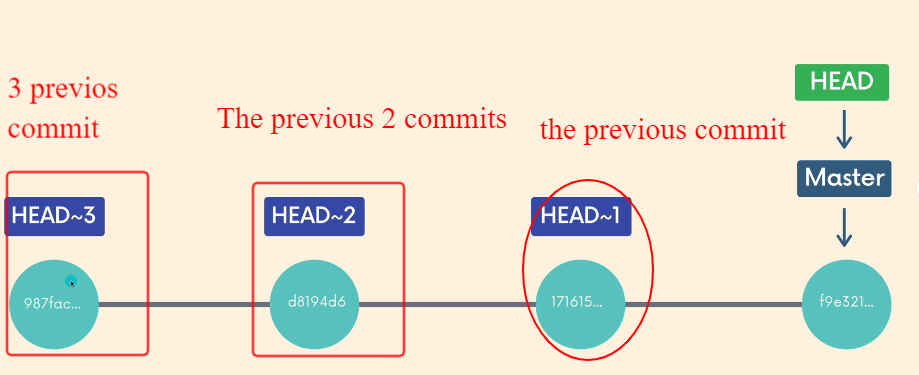 HEAD
3 previos
commit
The previous 2 commits
the previous commit
Master
HEAD~3
HEAD~2
HEAD~1
987fac...
d8194d6
171615...
f9e321...